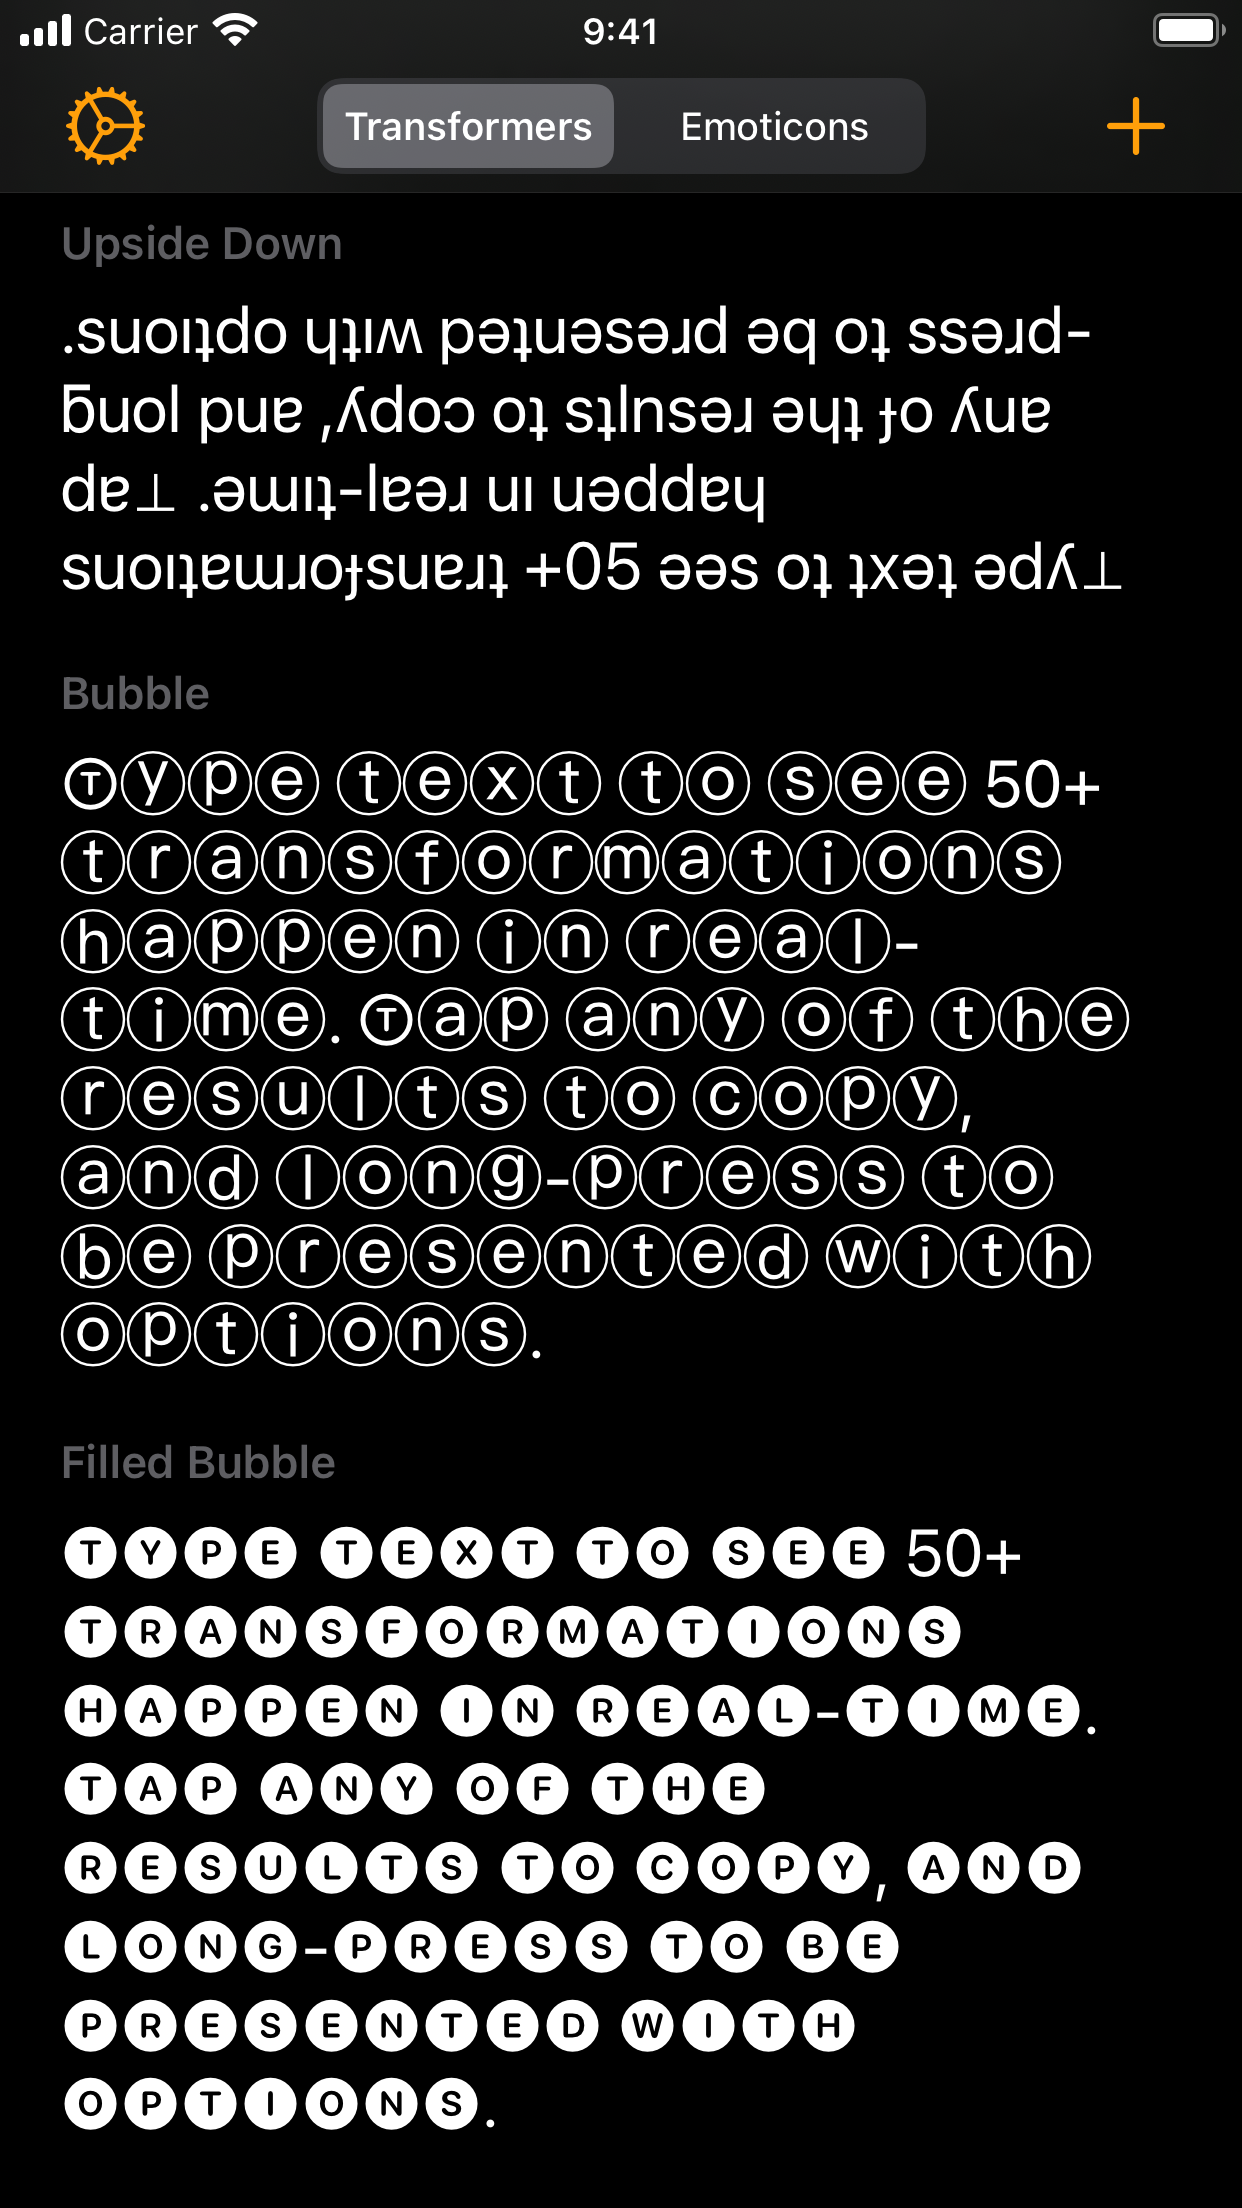 Carrier
9:41
Transformers
Emoticons
Upside Down
.suoıʇdo ɥʇıʍ pǝʇuǝsǝɹd ǝq oʇ ssǝɹd-
ƃuol puɐ ,ʎdoɔ oʇ sʇlnsǝɹ ǝɥʇ ɟo ʎuɐ
dɐ⊥ .ǝɯıʇ-lɐǝɹ uı uǝddɐɥ
suoıʇɐɯɹoɟsuɐɹʇ +05 ǝǝs oʇ ʇxǝʇ ǝdʎ⊥
Bubble
Ⓣⓨⓟⓔ ⓣⓔⓧⓣ ⓣⓞ ⓢⓔⓔ 50+
ⓣⓡⓐⓝⓢⓕⓞⓡⓜⓐⓣⓘⓞⓝⓢ
ⓗⓐⓟⓟⓔⓝ ⓘⓝ ⓡⓔⓐⓛ-
ⓣⓘⓜⓔ. Ⓣⓐⓟ ⓐⓝⓨ ⓞⓕ ⓣⓗⓔ
ⓡⓔⓢⓤⓛⓣⓢ ⓣⓞ ⓒⓞⓟⓨ,
ⓐⓝⓓ ⓛⓞⓝⓖ-ⓟⓡⓔⓢⓢ ⓣⓞ
ⓑⓔ ⓟⓡⓔⓢⓔⓝⓣⓔⓓ ⓦⓘⓣⓗ
ⓞⓟⓣⓘⓞⓝⓢ.
Filled Bubble
🅣🅨🅟🅔 🅣🅔🅧🅣 🅣🅞 🅢🅔🅔 50+
🅣🅡🅐🅝🅢🅕🅞🅡🅜🅐🅣🅘🅞🅝🅢
🅗🅐🅟🅟🅔🅝 🅘🅝 🅡🅔🅐🅛-🅣🅘🅜🅔.
🅣🅐🅟 🅐🅝🅨 🅞🅕 🅣🅗🅔
🅡🅔🅢🅤🅛🅣🅢 🅣🅞 🅒🅞🅟🅨, 🅐🅝🅓
🅛🅞🅝🅖-🅟🅡🅔🅢🅢 🅣🅞 🅑🅔
🅟🅡🅔🅢🅔🅝🅣🅔🅓 🅦🅘🅣🅗
🅞🅟🅣🅘🅞🅝🅢.